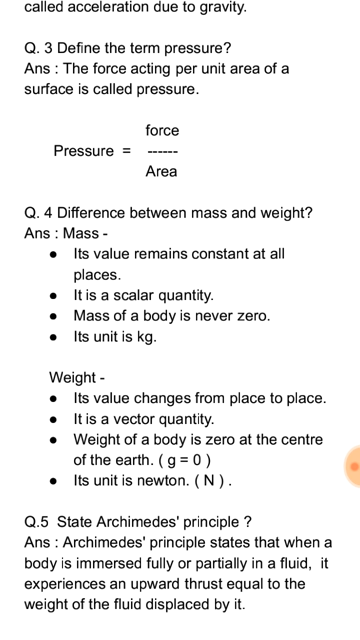 called acceleration due to gravity.
Q. 3 Define the term pressure?
Ans : The force acting per unit area of a
surface is called pressure.
force
Pressure = ------
Area
Q. 4 Difference between mass and weight?
Ans : Mass -
● Its value remains constant at all
places.
● It is a scalar quantity.
● Mass of a body is never zero.
● Its unit is kg.
Weight -
● Its value changes from place to place.
● It is a vector quantity.
● Weight of a body is zero at the centre
of the earth. ( g = 0 )
● Its unit is newton. ( N ) .
Q.5 State Archimedes' principle ?
Ans : Archimedes' principle states that when a
body is immersed fully or partially in a fluid, it
experiences an upward thrust equal to the
weight of the fluid displaced by it.